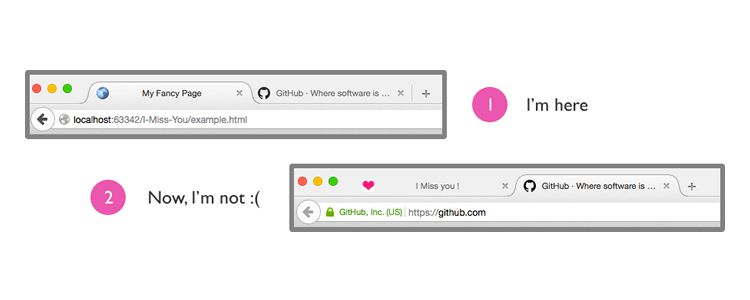 My Fancy Page
GitHub · Where software is ...
localhost:63342/I-Miss-You/example.html
1
I'm here
2
Now, I'm not :(
I Miss you !
GitHub · Where software is ...
GitHub, Inc. (US)
https://github.com